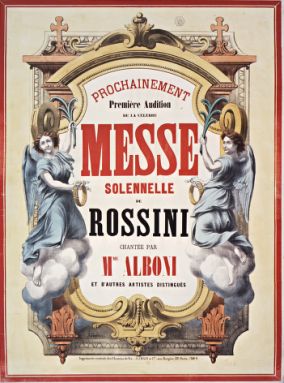 PROCHAINEMENT
Première Audition
DE LA CÉLÈBRE
MESSE
SOLENNELLE
DE
ROSSINI
CHANTÉE PAR
Mme ALBONI
ET D'AUTRES ARTISTES DISTINGUÉS